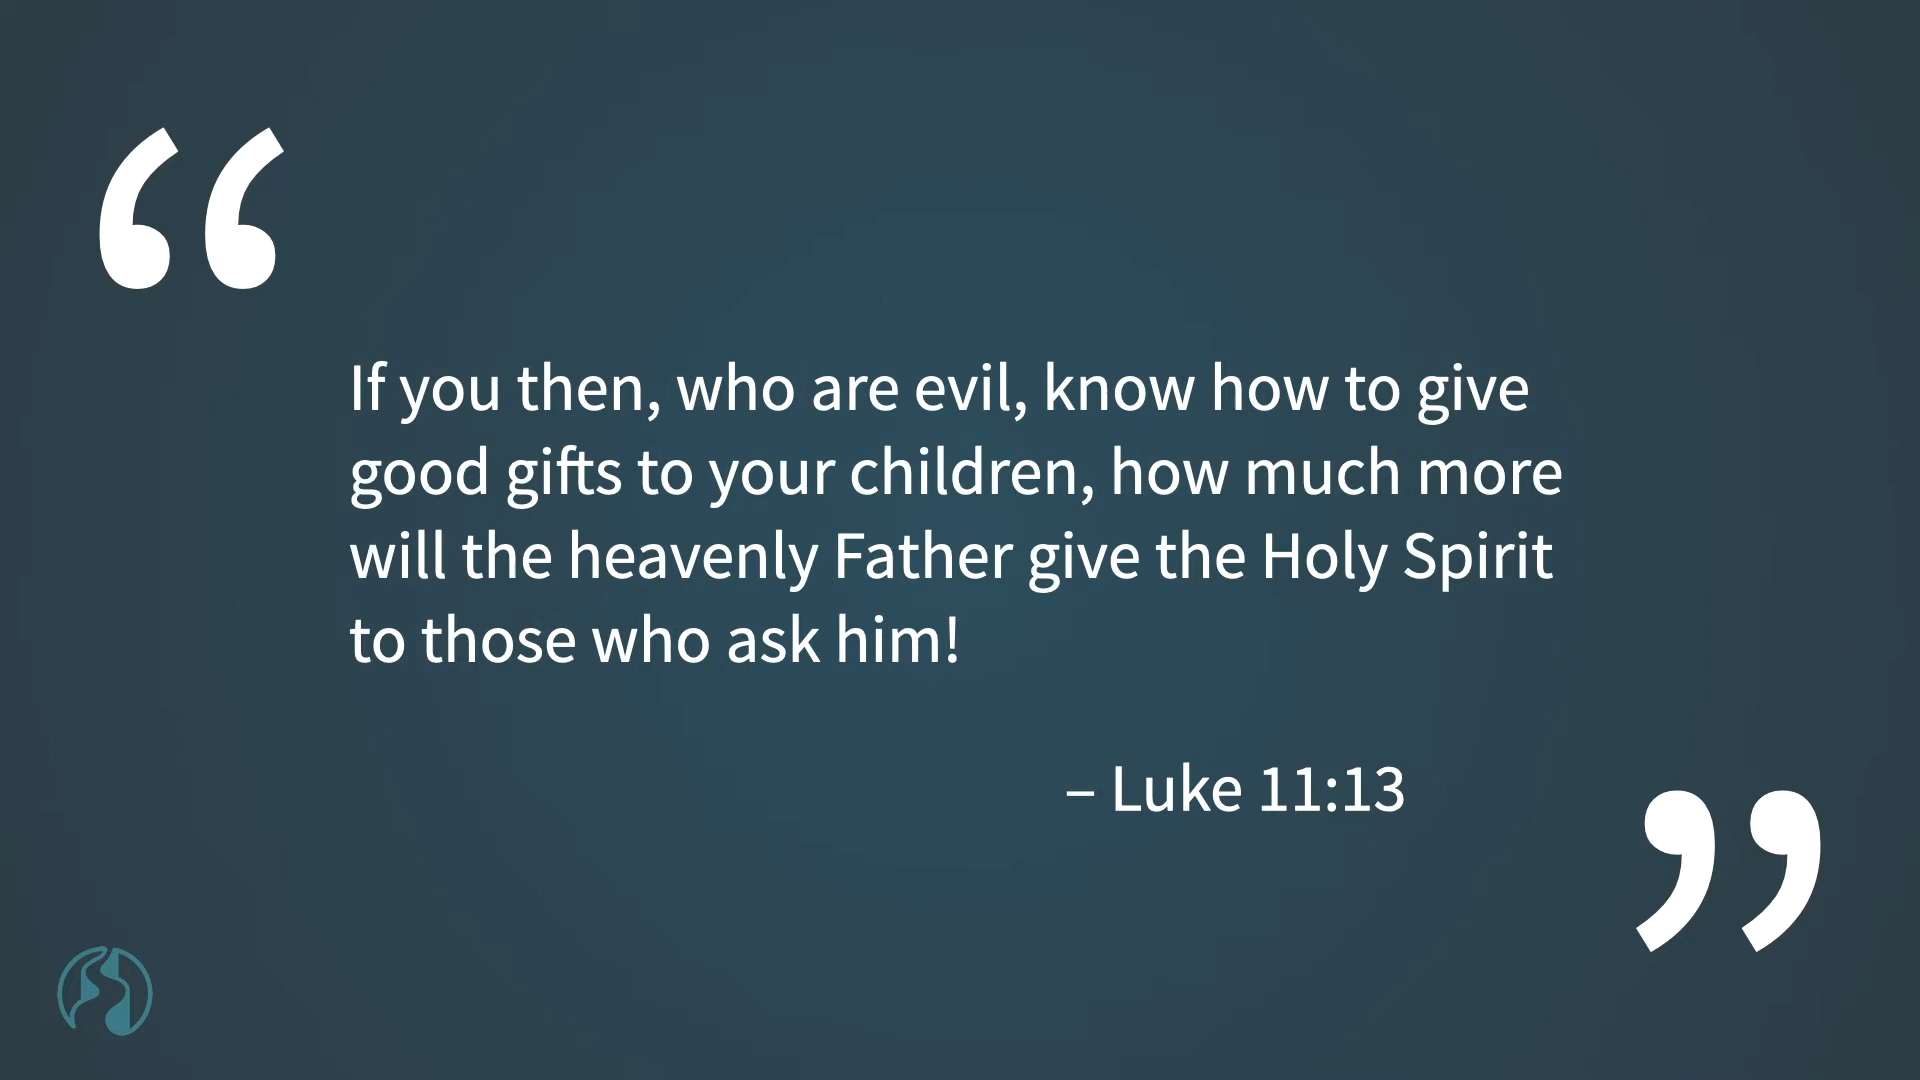 “
If you then, who are evil, know how to give
good gifts to your children, how much more
will the heavenly Father give the Holy Spirit
to those who ask him!
– Luke 11:13
”